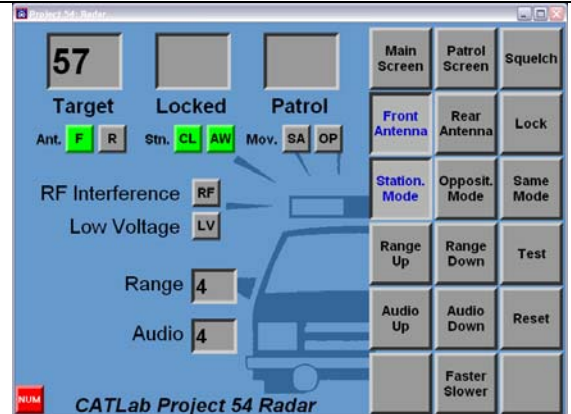 Project 54: Radar
57
Target Locked Patrol
Ant. F R Stn. CL AW Mov. SA OP
RF Interference RF
Low Voltage LV
Range 4
Audio 4
NUM
CATLab Project 54 Radar
Main Screen
Patrol Screen
Squelch
Front Antenna
Rear Antenna
Lock
Station. Mode
Opposit. Mode
Same Mode
Range Up
Range Down
Test
Audio Up
Audio Down
Reset
Faster Slower